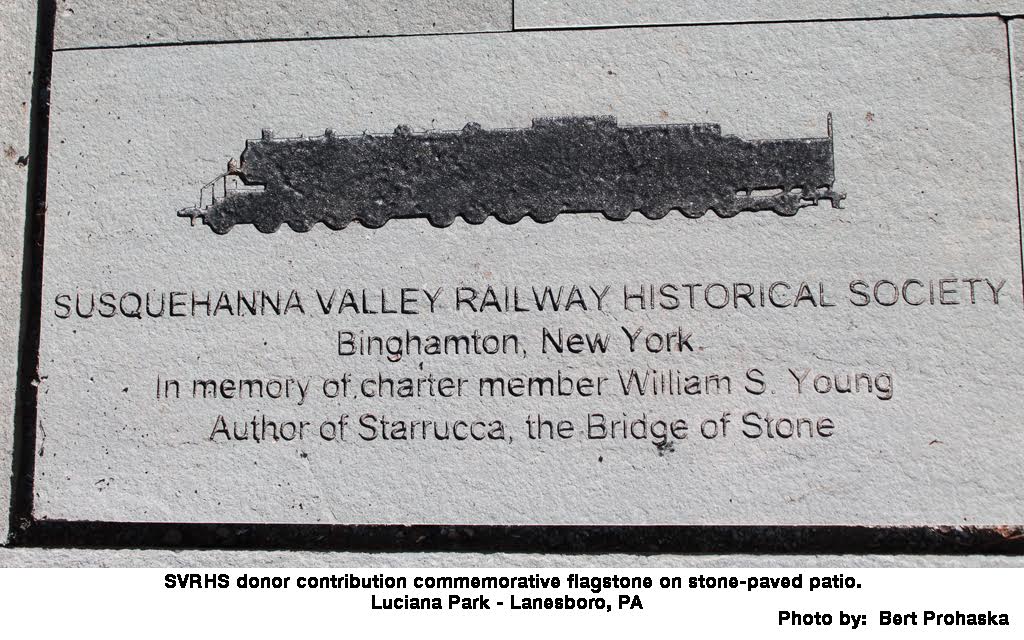 SUSQUEHANNA VALLEY RAILWAY HISTORICAL SOCIETY
Binghamton, New York
In memory of charter member William S. Young
Author of Starrucca, the Bridge of Stone
SVRHS donor contribution commemorative flagstone on stone-paved patio.
Luciana Park - Lanesboro, PA
Photo by: Bert Prohaska